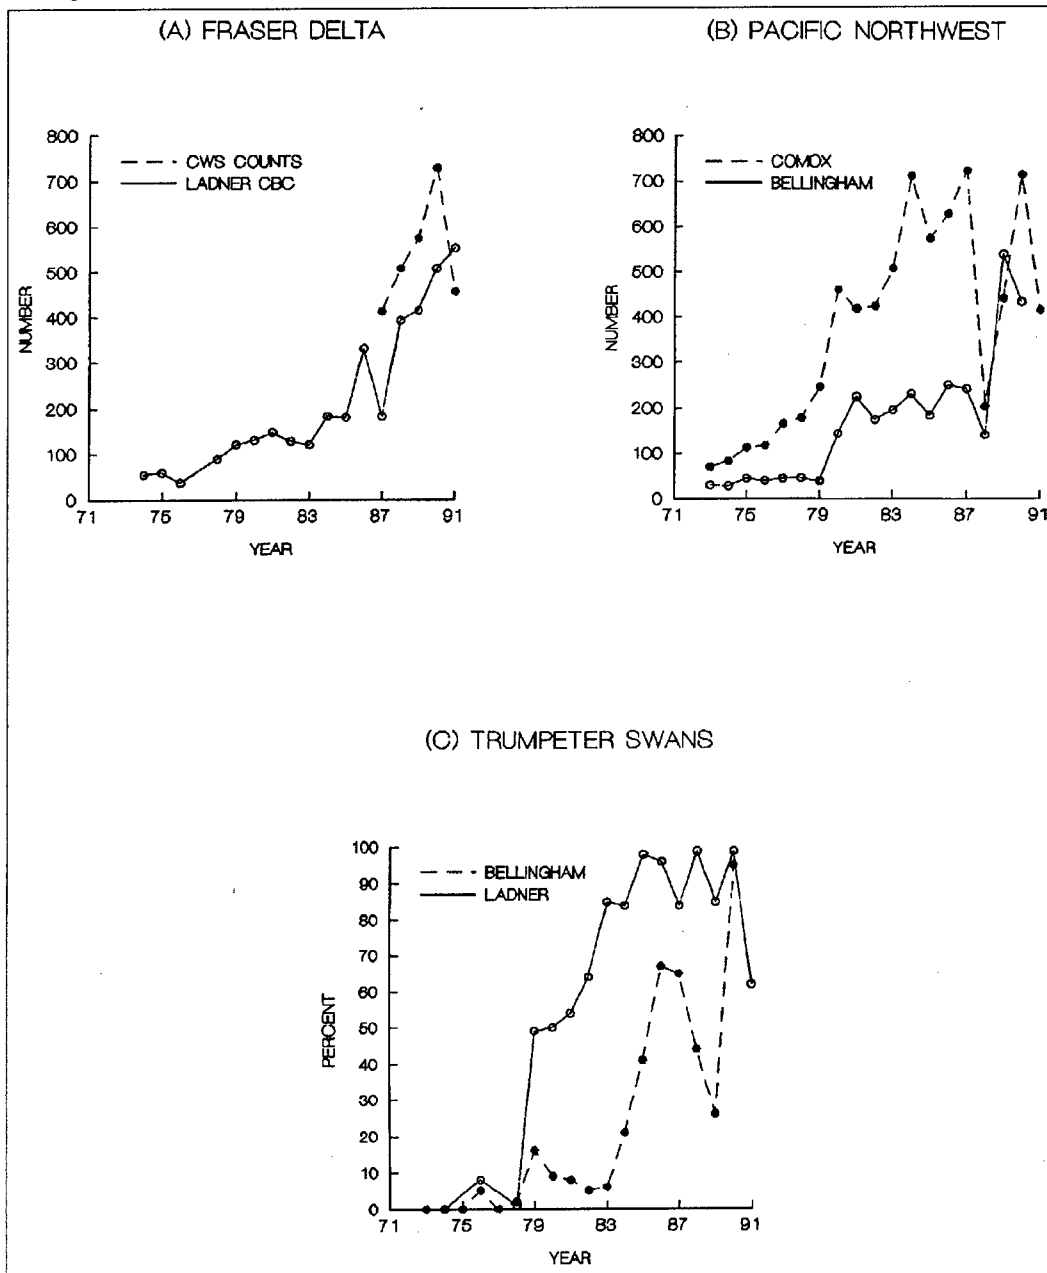 (A) FRASER DELTA
800
700
600
500
400
300
200
100
0
NUMBER
CWS COUNTS
LADNER CBC
71 75 79 83 87 91
YEAR
(B) PACIFIC NORTHWEST
800
700
600
500
400
300
200
100
0
NUMBER
COMOX
BELLINGHAM
71 75 79 83 87 91
YEAR
(C) TRUMPETER SWANS
100
90
80
70
60
50
40
30
20
10
0
PERCENT
BELLINGHAM
LADNER
71 75 79 83 87 91
YEAR